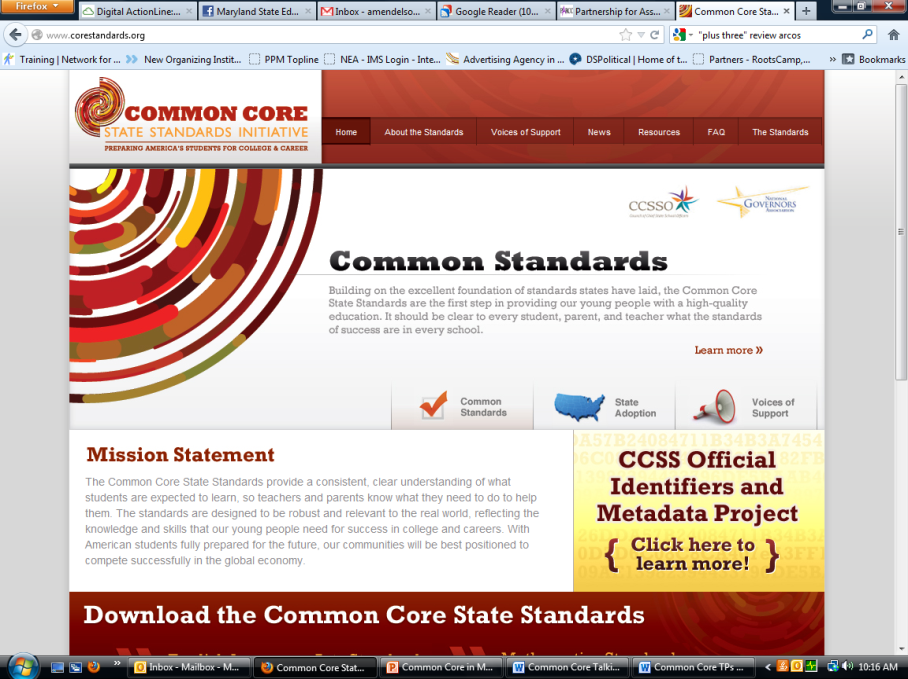 Firefox
Digital ActionLine:...
Maryland State Ed...
Inbox - amendelso...
Google Reader (10...
Partnership for Ass...
Common Core Sta...
www.corestandards.org
"plus three" review arcos
Training | Network for ...
New Organizing Instit...
PPM Topline
NEA - IMS Login - Inte...
Advertising Agency in ...
DSPolitical | Home of t...
Partners - RootsCamp,...
»
Bookmarks
COMMON CORE
STATE STANDARDS INITIATIVE
PREPARING AMERICA'S STUDENTS FOR COLLEGE & CAREER
Home
About the Standards
Voices of Support
News
Resources
FAQ
The Standards
CCSSO
NATIONAL
GOVERNORS
ASSOCIATION
Common Standards
Building on the excellent foundation of standards states have laid, the Common Core
State Standards are the first step in providing our young people with a high-quality
education. It should be clear to every student, parent, and teacher what the standards
of success are in every school.
Learn more »
Common
Standards
State
Adoption
Voices of
Support
Mission Statement
The Common Core State Standards provide a consistent, clear understanding of what
students are expected to learn, so teachers and parents know what they need to do to help
them. The standards are designed to be robust and relevant to the real world, reflecting the
knowledge and skills that our young people need for success in college and careers. With
American students fully prepared for the future, our communities will be best positioned to
compete successfully in the global economy.
CCSS Official
Identifiers and
Metadata Project
{ Click here to
learn more! }
Download the Common Core State Standards
Inbox - Mailbox - M...
Common Core Stat...
Common Core in M...
Common Core Talki...
Common Core TPs ...
10:16 AM